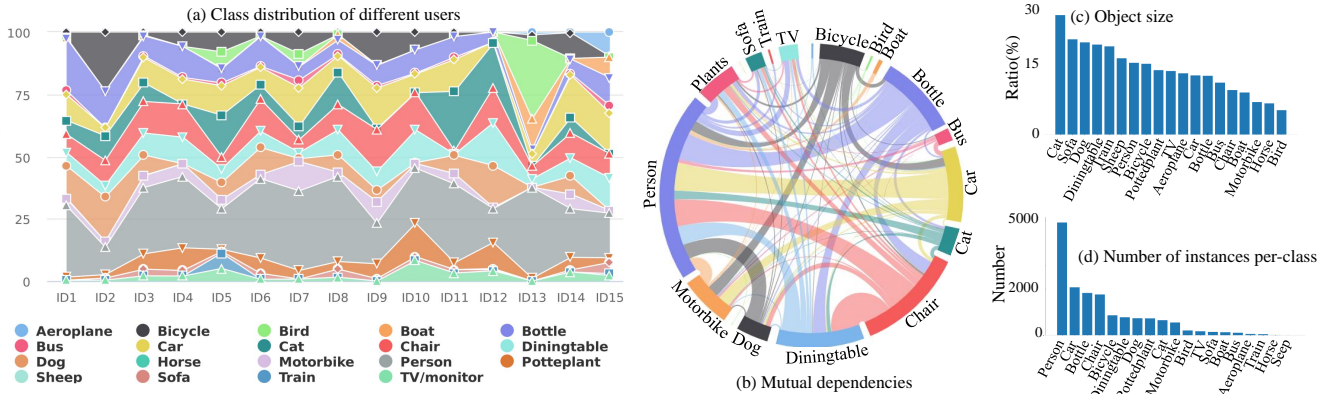 (a) Class distribution of different users
100
75
50
25
0
ID1 ID2 ID3 ID4 ID5 ID6 ID7 ID8 ID9 ID10 ID11 ID12 ID13 ID14 ID15
Aeroplane Bicycle Bird Boat Bottle
Bus Car Cat Chair Diningtable
Dog Horse Motorbike Person Potteplant
Sheep Sofa Train TV/monitor
Plants
Sofa
Train
TV
Bicycle
Bird
Boat
Bottle
Bus
Car
Cat
Chair
Diningtable
Dog
Motorbike
Person
(b) Mutual dependencies
(c) Object size
Ratio(%)
30
15
0
Cat
Sofa
Dog
Diningtable
Train
Sheep
Person
Bicycle
Pottedplant
TV
Aeroplane
Car
Bottle
Bus
Chair
Boat
Motorbike
Horse
Bird
(d) Number of instances per-class
Number
5000
2000
0
Person
Car
Bottle
Chair
Bicycle
Diningtable
Dog
Pottedplant
Cat
Motorbike
Bird
TV
Sofa
Boat
Bus
Aeroplane
Train
Horse
Seep